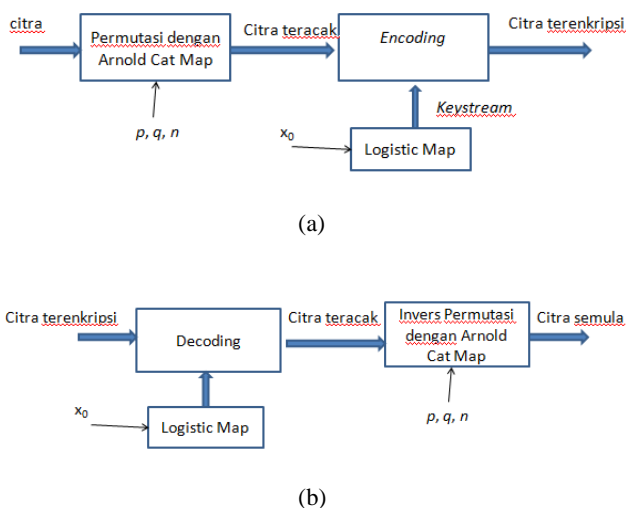 citra
Permutasi dengan
Arnold Cat Map
Citra teracak
Encoding
Citra terenkripsi
Keystream
p, q, n
x0
Logistic Map
(a)
Citra terenkripsi
Decoding
Citra teracak
Invers Permutasi
dengan Arnold
Cat Map
Citra semula
x0
Logistic Map
p, q, n
(b)